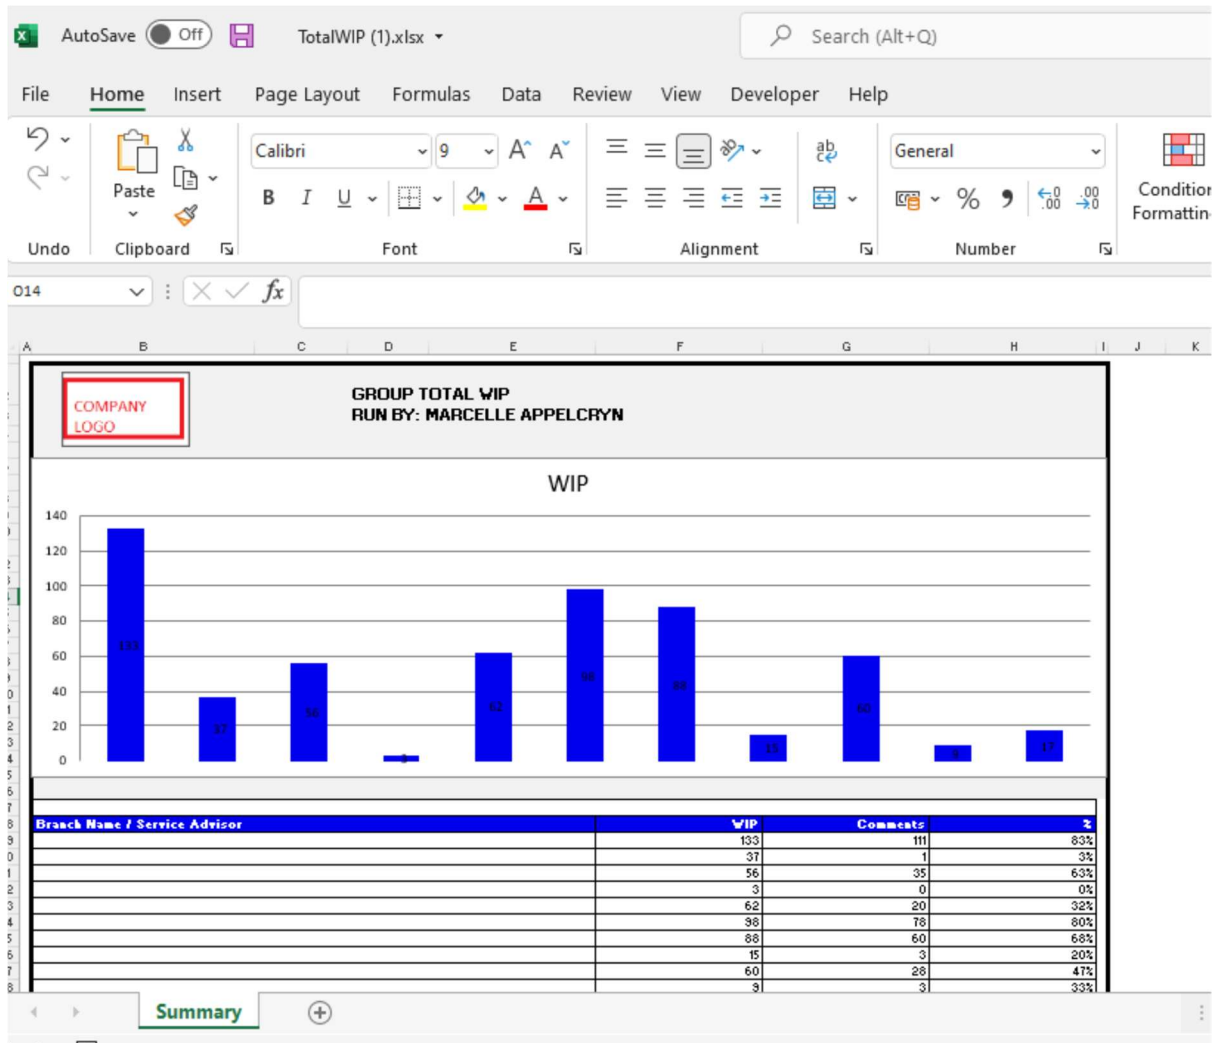 AutoSave Off TotalWIP (1).xlsx Search (Alt+Q)
File Home Insert Page Layout Formulas Data Review View Developer Help
Calibri 9 General
Paste
Condition
Formattin
Undo Clipboard Font Alignment Number
O14 fx
A B C D E F G H I J K
COMPANY
LOGO
GROUP TOTAL WIP
RUN BY: MARCELLE APPELCRYN
WIP
140
120
100
80
60
40
20
0
133 37 56 3 62 98 88 15 60 9 17
Branch Name / Service Advisor WIP Comments %
133 111 83%
37 1 3%
56 35 63%
3 0 0%
62 20 32%
98 78 80%
88 60 68%
15 3 20%
60 28 47%
9 3 33%
Summary